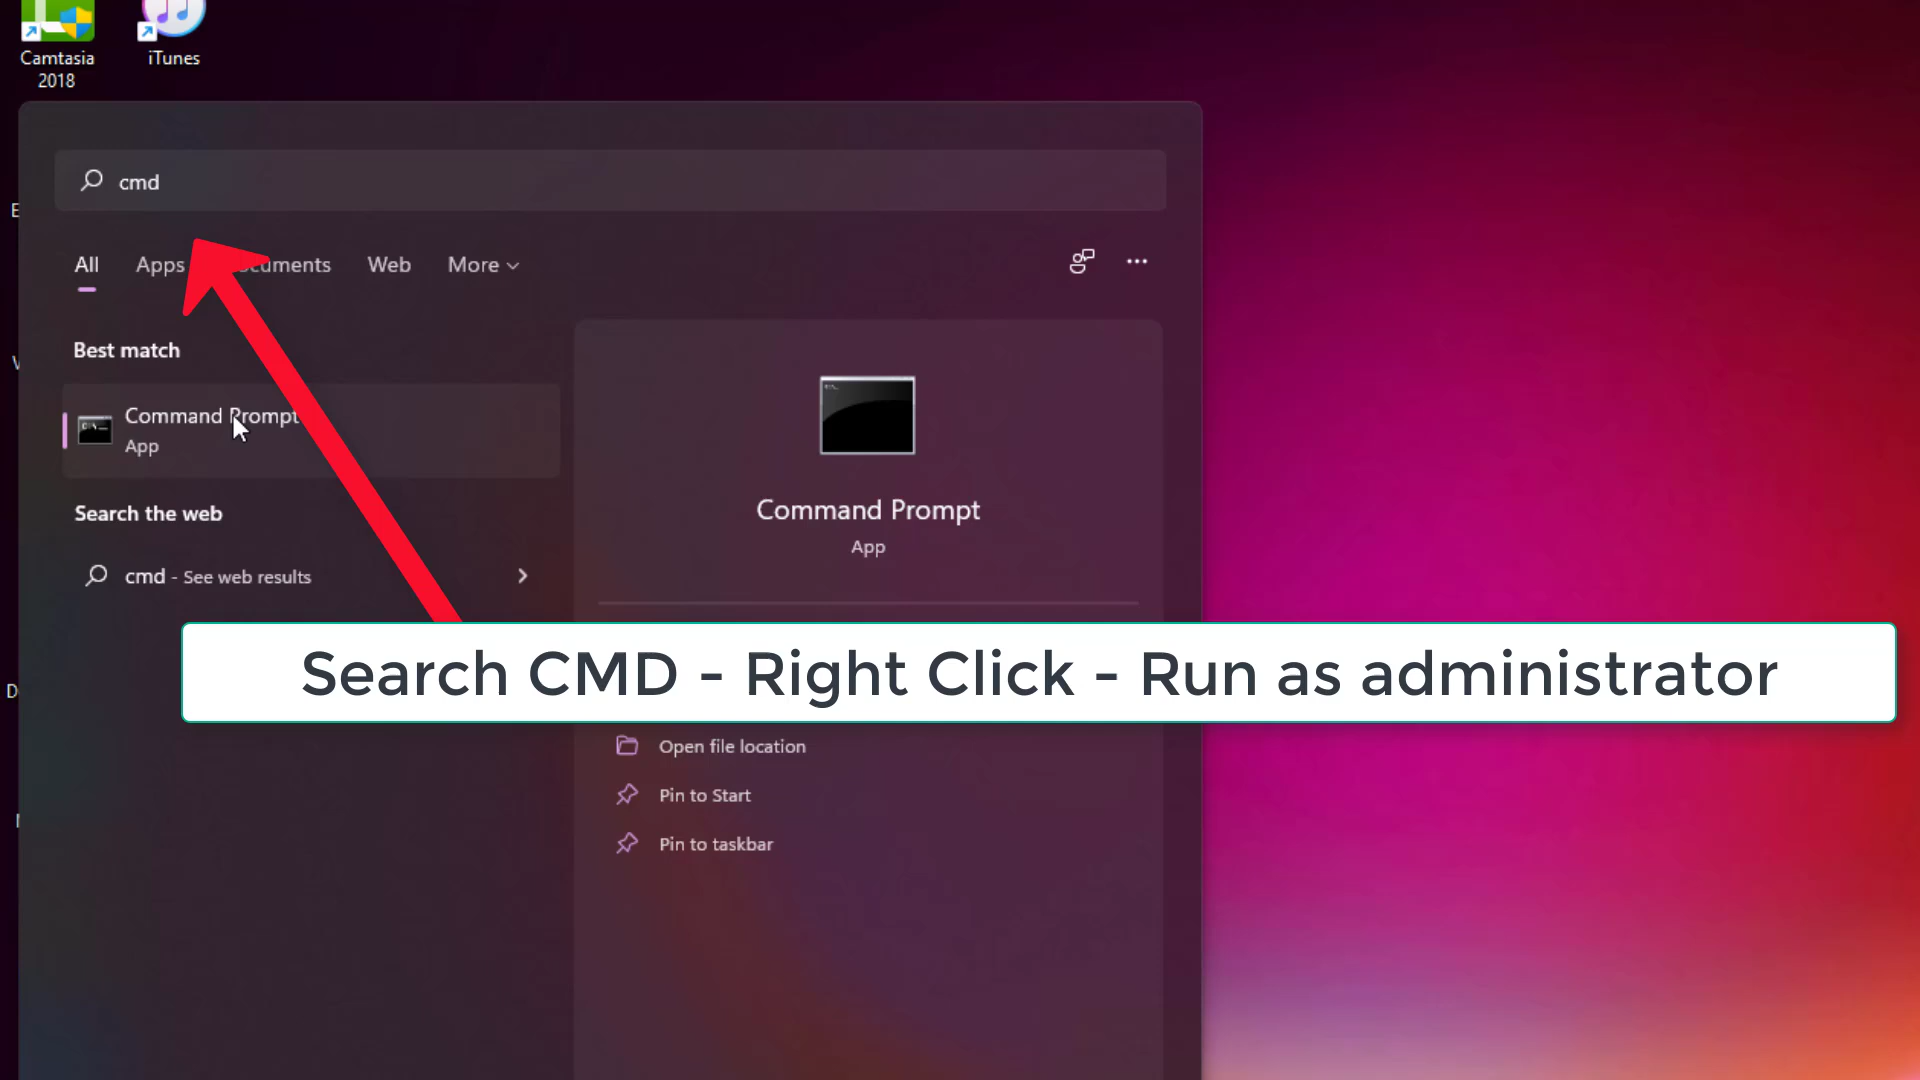 Camtasia
2018
iTunes
cmd
All Apps Documents Web More
Best match
Command Prompt
App
Search the web
cmd - See web results
Command Prompt
App
Search CMD - Right Click - Run as administrator
Open file location
Pin to Start
Pin to taskbar